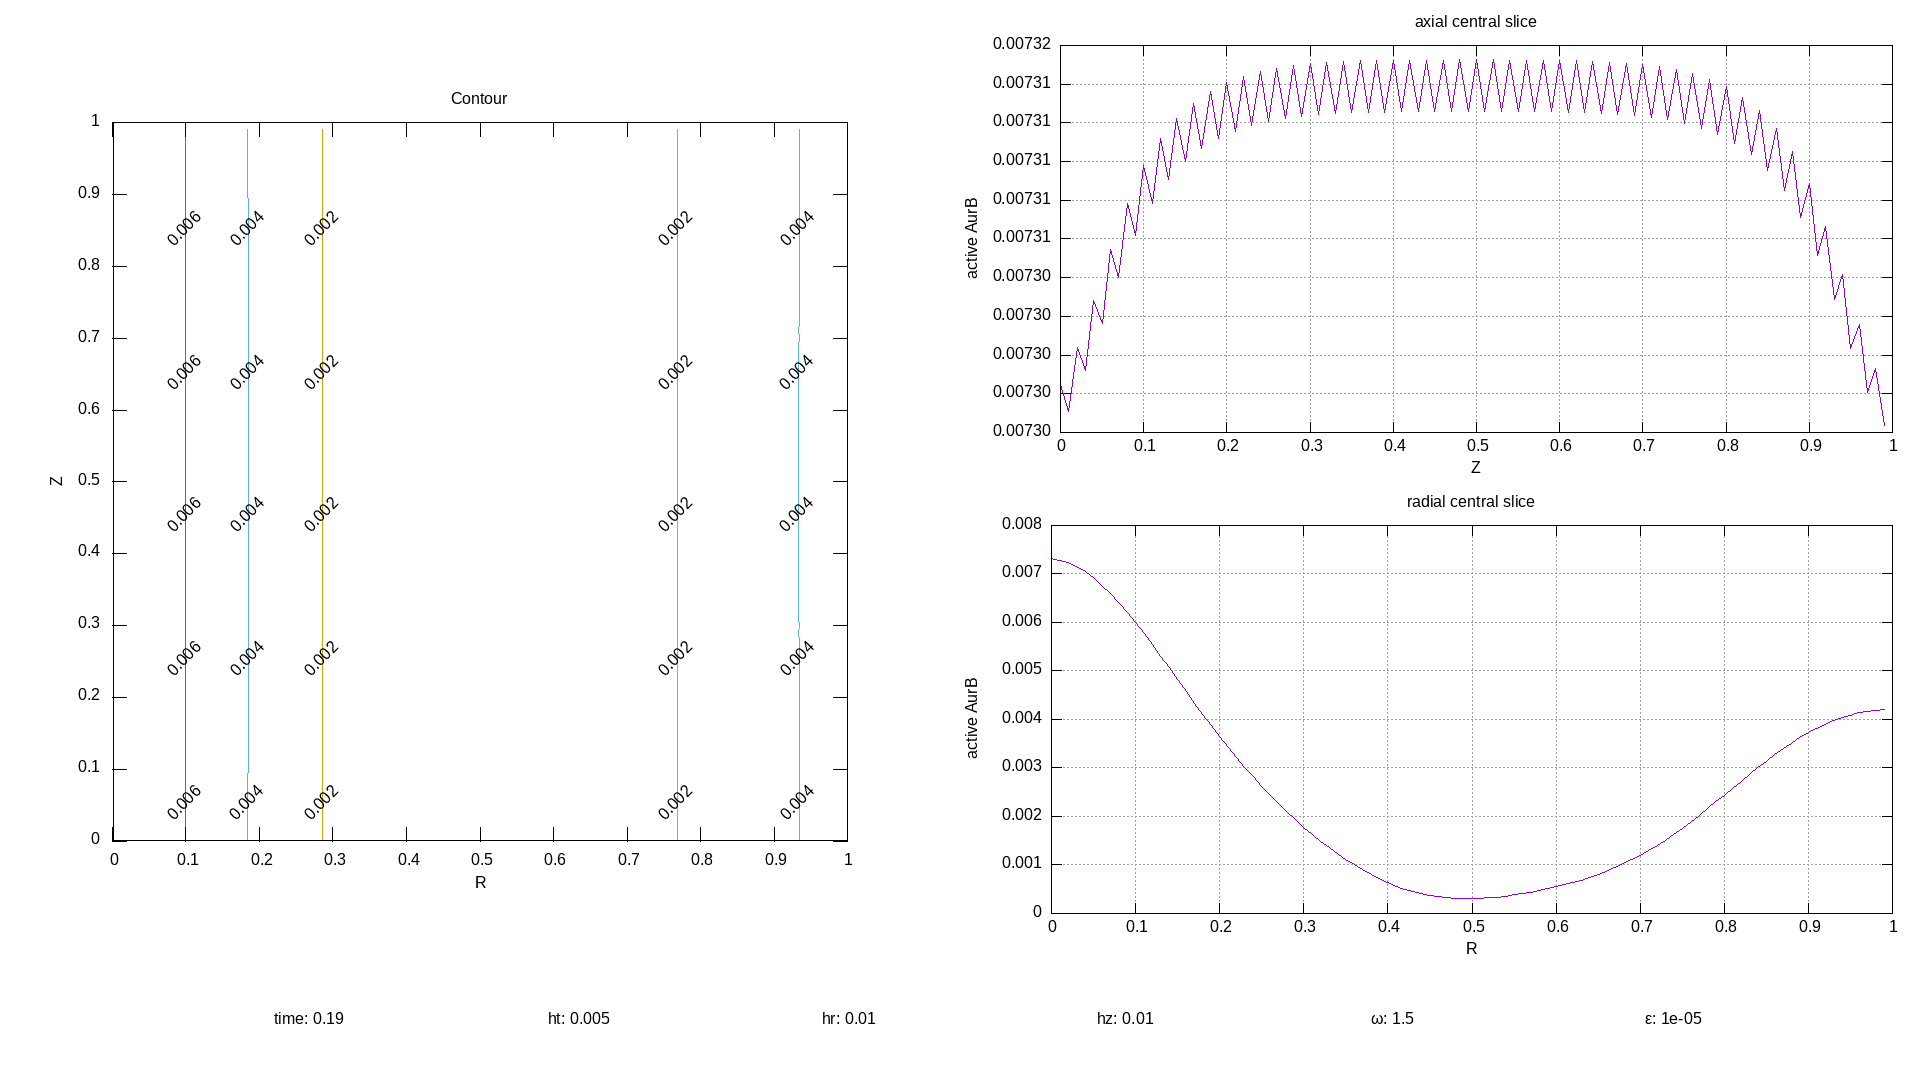 Contour
1
0.9
0.8
0.7
0.6
0.5
0.4
0.3
0.2
0.1
0
Z
0.006 0.004 0.002 0.002 0.004
0.006 0.004 0.002 0.002 0.004
0.006 0.004 0.002 0.002 0.004
0.006 0.004 0.002 0.002 0.004
0.006 0.004 0.002 0.002 0.004
0 0.1 0.2 0.3 0.4 0.5 0.6 0.7 0.8 0.9 1
R
axial central slice
0.00732
0.00731
0.00731
0.00731
0.00731
0.00731
0.00730
0.00730
0.00730
0.00730
0.00730
active AurB
0 0.1 0.2 0.3 0.4 0.5 0.6 0.7 0.8 0.9 1
Z
radial central slice
0.008
0.007
0.006
0.005
0.004
0.003
0.002
0.001
0
active AurB
0 0.1 0.2 0.3 0.4 0.5 0.6 0.7 0.8 0.9 1
R
time: 0.19 ht: 0.005 hr: 0.01 hz: 0.01 ω: 1.5 ε: 1e-05